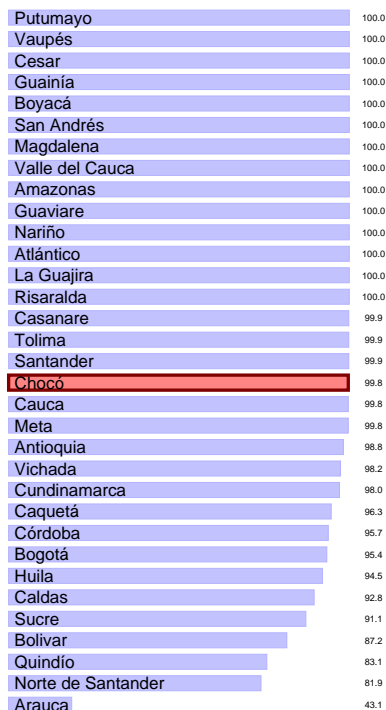 Putumayo 100.0
Vaupés 100.0
Cesar 100.0
Guainía 100.0
Boyacá 100.0
San Andrés 100.0
Magdalena 100.0
Valle del Cauca 100.0
Amazonas 100.0
Guaviare 100.0
Nariño 100.0
Atlántico 100.0
La Guajira 100.0
Risaralda 100.0
Casanare 99.9
Tolima 99.9
Santander 99.9
Chocó 99.8
Cauca 99.8
Meta 99.8
Antioquia 98.8
Vichada 98.2
Cundinamarca 98.0
Caquetá 96.3
Córdoba 95.7
Bogotá 95.4
Huila 94.5
Caldas 92.8
Sucre 91.1
Bolivar 87.2
Quindío 83.1
Norte de Santander 81.9
Arauca 43.1